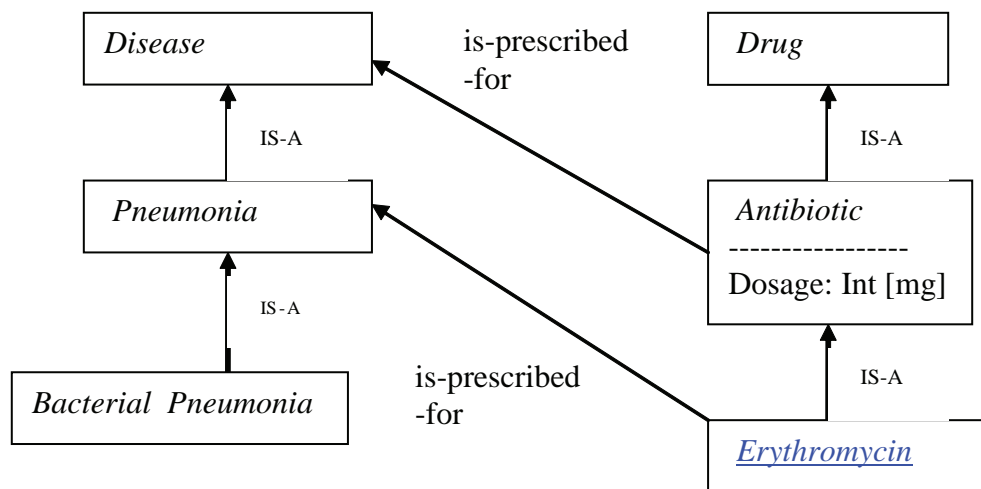 Disease
is-prescribed
-for
Drug
IS-A
IS-A
Pneumonia
Antibiotic
-----------------
Dosage: Int [mg]
IS-A
is-prescribed
-for
IS-A
Bacterial Pneumonia
Erythromycin